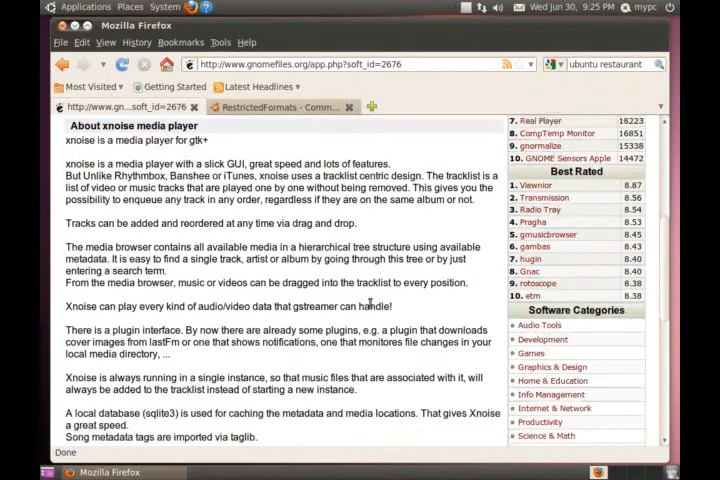 Applications Places System
Wed Jun 30, 9:25 PM
mypc
Mozilla Firefox
File Edit View History Bookmarks Tools Help
http://www.gnomefiles.org/app.php?soft_id=2676
ubuntu restaurant
Most Visited
Getting Started
Latest Headlines
http://www.gn...soft_id=2676
RestrictedFormats - Comm...
About xnoise media player
xnoise is a media player for gtk+
xnoise is a media player with a slick GUI, great speed and lots of features.
But Unlike Rhythmbox, Banshee or iTunes, xnoise uses a tracklist centric design. The tracklist is a
list of video or music tracks that are played one by one without being removed. This gives you the
possibility to enqueue any track in any order, regardless if they are on the same album or not.
Tracks can be added and reordered at any time via drag and drop.
The media browser contains all available media in a hierarchical tree structure using available
metadata. It is easy to find a single track, artist or album by going through this tree or by just
entering a search term.
From the media browser, music or videos can be dragged into the tracklist to every position.
Xnoise can play every kind of audio/video data that gstreamer can handle!
There is a plugin interface. By now there are already some plugins, e.g. a plugin that downloads
cover images from lastFm or one that shows notifications, one that monitores file changes in your
local media directory, ...
Xnoise is always running in a single instance, so that music files that are associated with it, will
always be added to the tracklist instead of starting a new instance.
A local database (sqlite3) is used for caching the metadata and media locations. That gives Xnoise
a great speed.
Song metadata tags are imported via taglib.
7. Real Player 18223
8. CompTemp Monitor 16851
9. gnormalize 15338
10. GNOME Sensors Apple 14472
Best Rated
1. Viewnior 8.87
2. Transmission 8.56
3. Radio Tray 8.54
4. Pragha 8.53
5. gmusicbrowser 8.45
6. gambas 8.43
7. hugin 8.40
8. Gnac 8.40
9. rotoscope 8.38
10. etm 8.38
Software Categories
Audio Tools
Development
Games
Graphics & Design
Home & Education
Info Management
Internet & Network
Productivity
Science & Math
Done
Mozilla Firefox